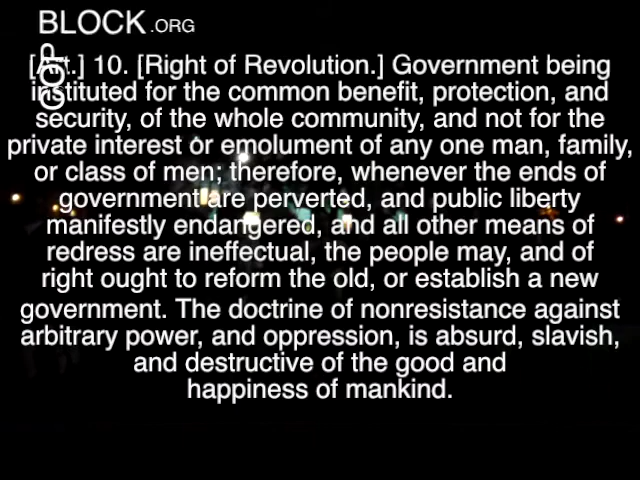 BLOCK.ORG
COP
[Art.] 10. [Right of Revolution.] Government being
instituted for the common benefit, protection, and
security, of the whole community, and not for the
private interest or emolument of any one man, family,
or class of men; therefore, whenever the ends of
government are perverted, and public liberty
manifestly endangered, and all other means of
redress are ineffectual, the people may, and of
right ought to reform the old, or establish a new
government. The doctrine of nonresistance against
arbitrary power, and oppression, is absurd, slavish,
and destructive of the good and
happiness of mankind.